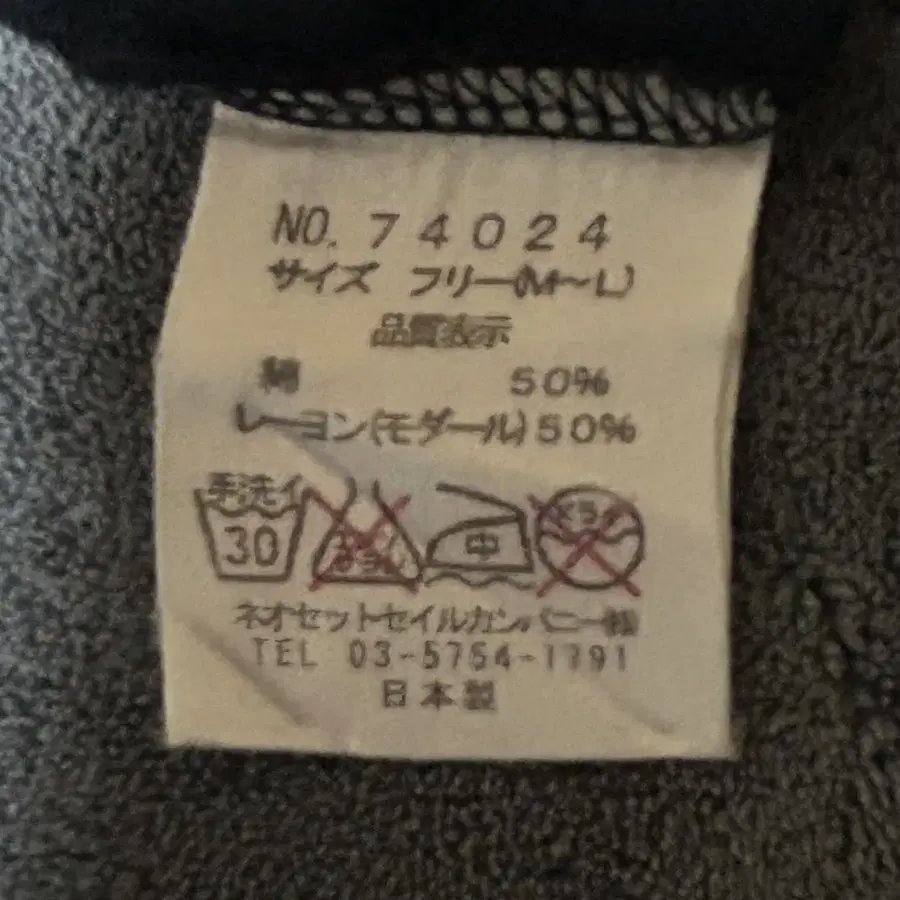 NO. 74024
サイズ フリー(M〜L)
品質表示
綿 50%
レーヨン(モダール)50%
手洗イ
30
中
ネオセットセイルカンパニー㈱
TEL 03-5754-1791
日本製